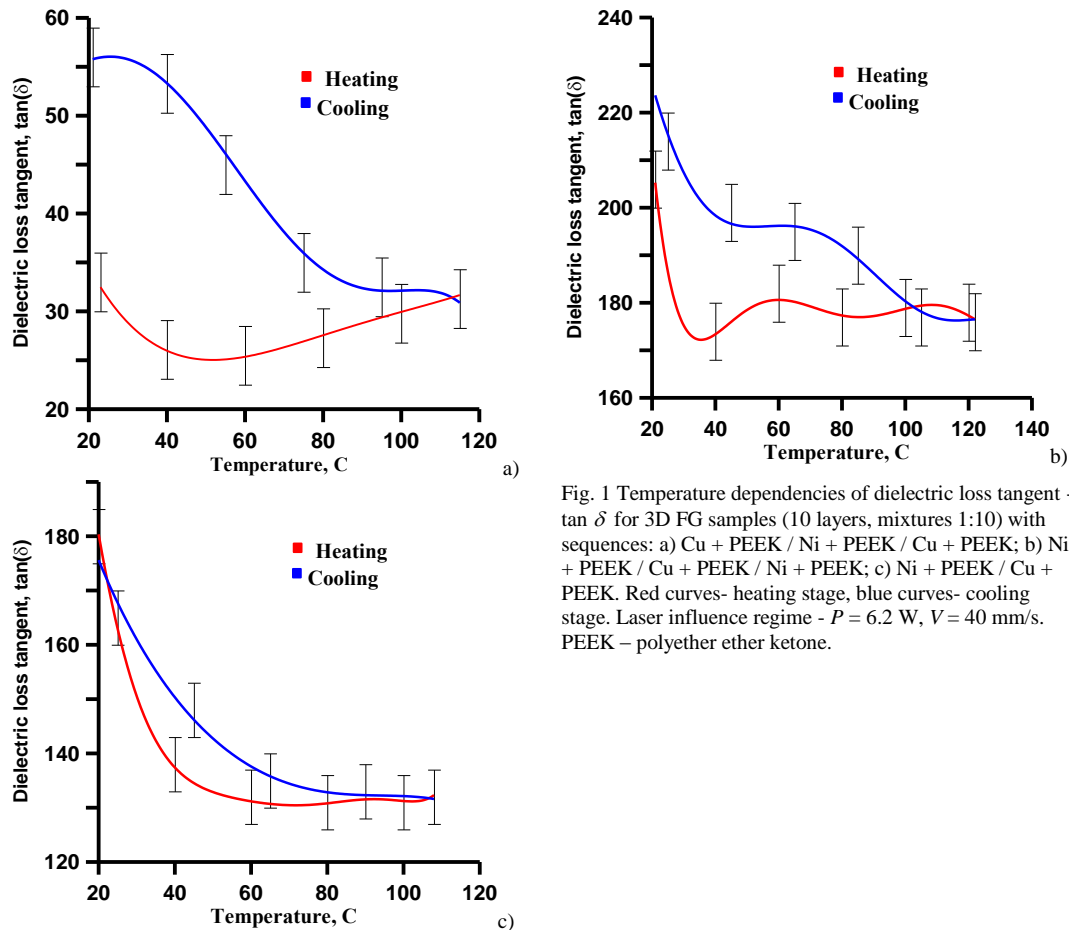 60
50
40
30
20
Dielectric loss tangent, tan(δ)
Heating
Cooling
20 40 60 80 100 120
Temperature, C
a)
240
220
200
180
160
Dielectric loss tangent, tan(δ)
Heating
Cooling
20 40 60 80 100 120 140
Temperature, C
b)
180
160
140
120
Dielectric loss tangent, tan(δ)
Heating
Cooling
20 40 60 80 100 120
Temperature, C
c)
Fig. 1 Temperature dependencies of dielectric loss tangent -
tan δ for 3D FG samples (10 layers, mixtures 1:10) with
sequences: a) Cu + PEEK / Ni + PEEK / Cu + PEEK; b) Ni
+ PEEK / Cu + PEEK / Ni + PEEK; c) Ni + PEEK / Cu +
PEEK. Red curves- heating stage, blue curves- cooling
stage. Laser influence regime - P = 6.2 W, V = 40 mm/s.
PEEK – polyether ether ketone.